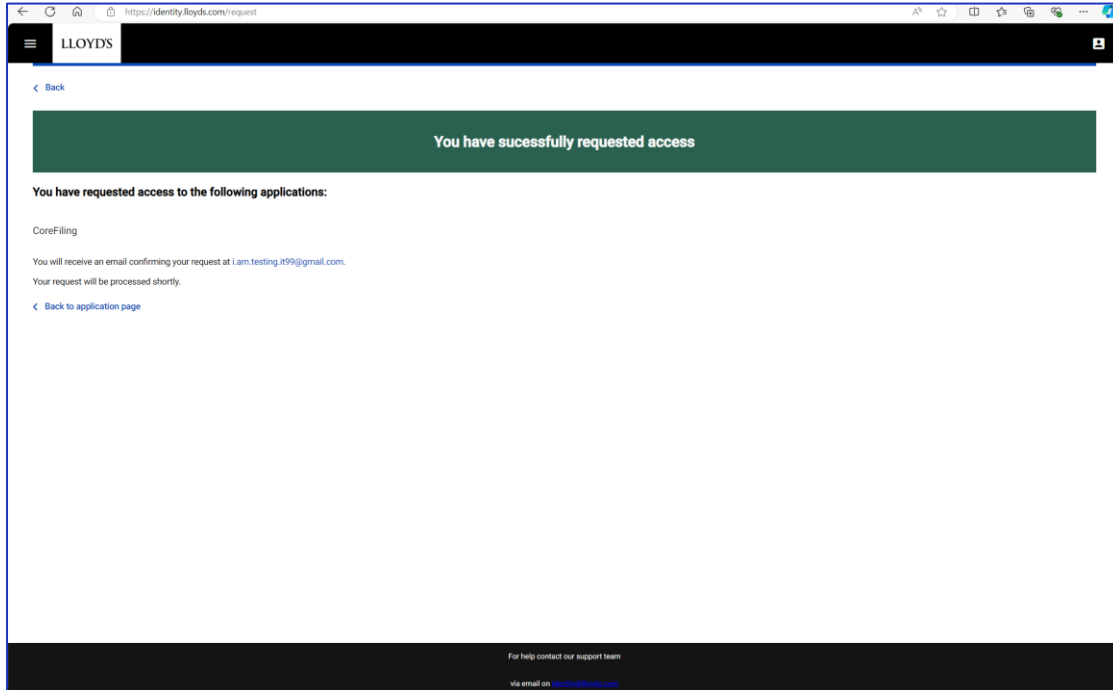 https://identity.lloyds.com/request
LLOYD'S
Back
You have sucessfully requested access
You have requested access to the following applications:
CoreFiling
You will receive an email confirming your request at i.am.testing.it99@gmail.com.
Your request will be processed shortly.
Back to application page
For help contact our support team
via email on